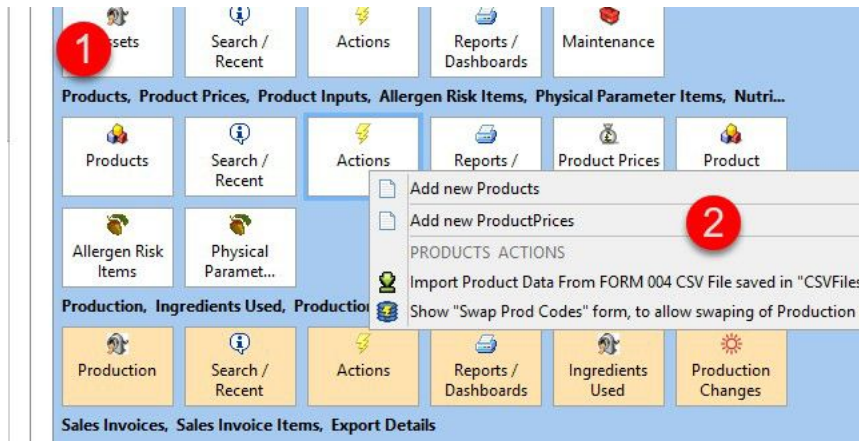 1
sets
Search /
Recent
Actions
Reports /
Dashboards
Maintenance
Products, Product Prices, Product Inputs, Allergen Risk Items, Physical Parameter Items, Nutri...
Products
Search /
Recent
Actions
Reports /
Product Prices
Product
Add new Products
Add new ProductPrices
2
PRODUCTS ACTIONS
Import Product Data From FORM 004 CSV File saved in "CSVFiles
Show "Swap Prod Codes" form, to allow swaping of Production
Allergen Risk
Items
Physical
Paramet...
Production, Ingredients Used, Production
Production
Search /
Recent
Actions
Reports /
Dashboards
Ingredients
Used
Production
Changes
Sales Invoices, Sales Invoice Items, Export Details